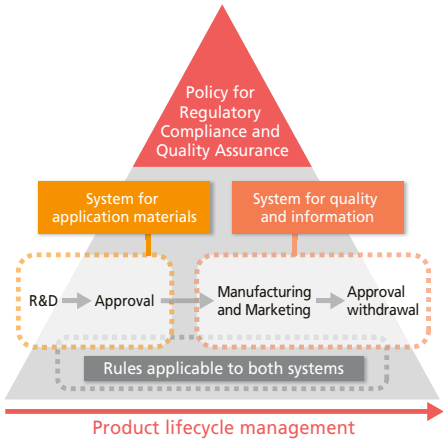 Policy for
Regulatory
Compliance and
Quality Assurance
System for
application materials
System for quality
and information
R&D
Approval
Manufacturing
and Marketing
Approval
withdrawal
Rules applicable to both systems
Product lifecycle management